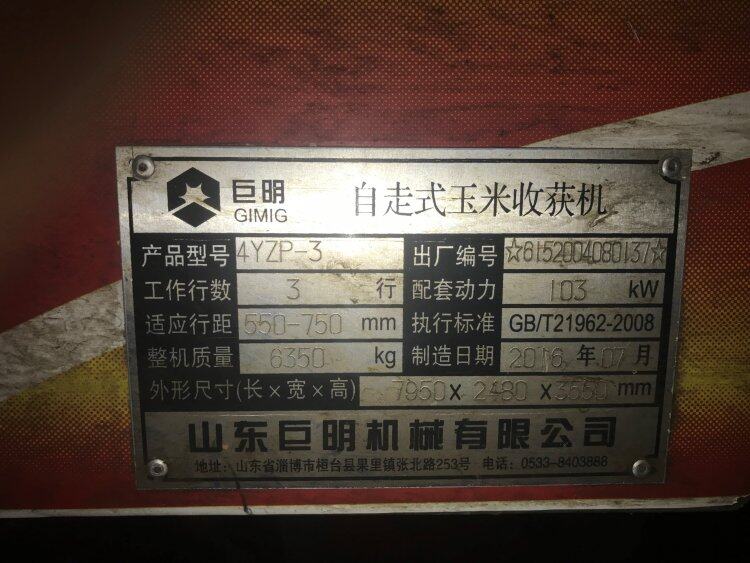 巨明
GIMIG
自走式玉米收获机
产品型号 4YZP-3 出厂编号 ☆6152004080137☆
工作行数 3 行 配套动力 103 kW
适应行距 550-750 mm 执行标准 GB/T21962-2008
整机质量 6350 kg 制造日期 2016 年 07 月
外形尺寸(长×宽×高) 7950 × 2480 × 3550 mm
山东巨明机械有限公司
地址: 山东省淄博市桓台县果里镇张北路253号 电话: 0533-8403888